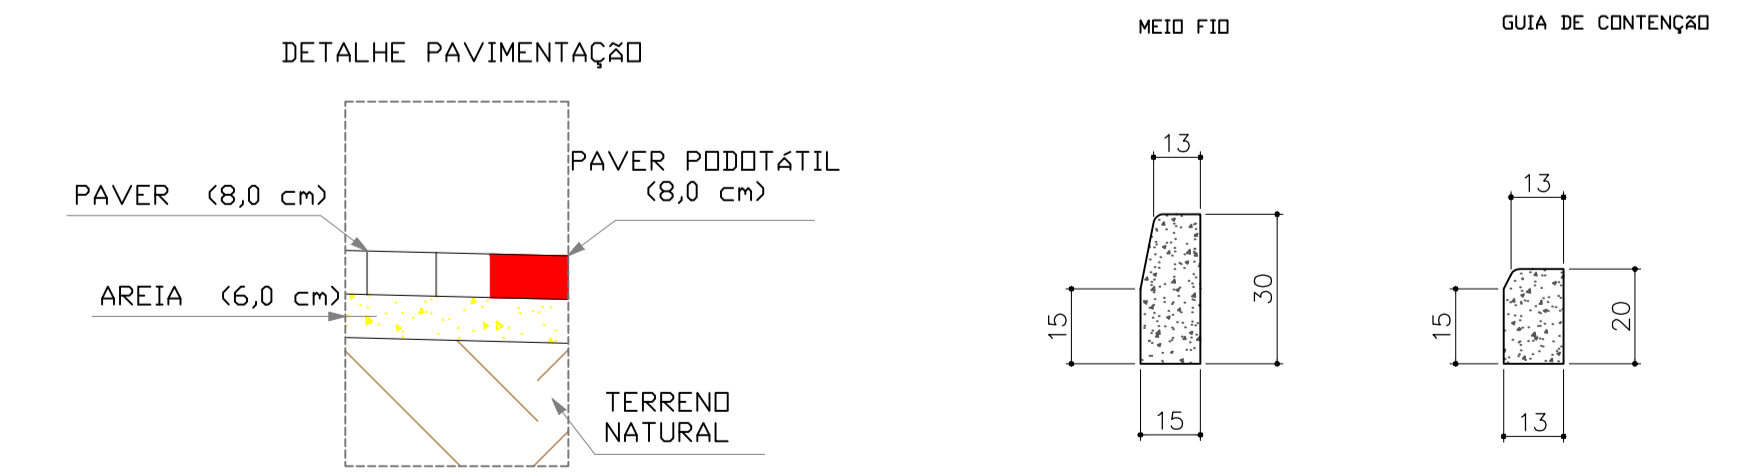 DETALHE PAVIMENTAÇÃO
PAVER (8,0 cm)
PAVER PODOTÁTIL
(8,0 cm)
AREIA (6,0 cm)
TERRENO
NATURAL
MEIO FIO
13
15
30
15
GUIA DE CONTENÇÃO
13
15
20
13